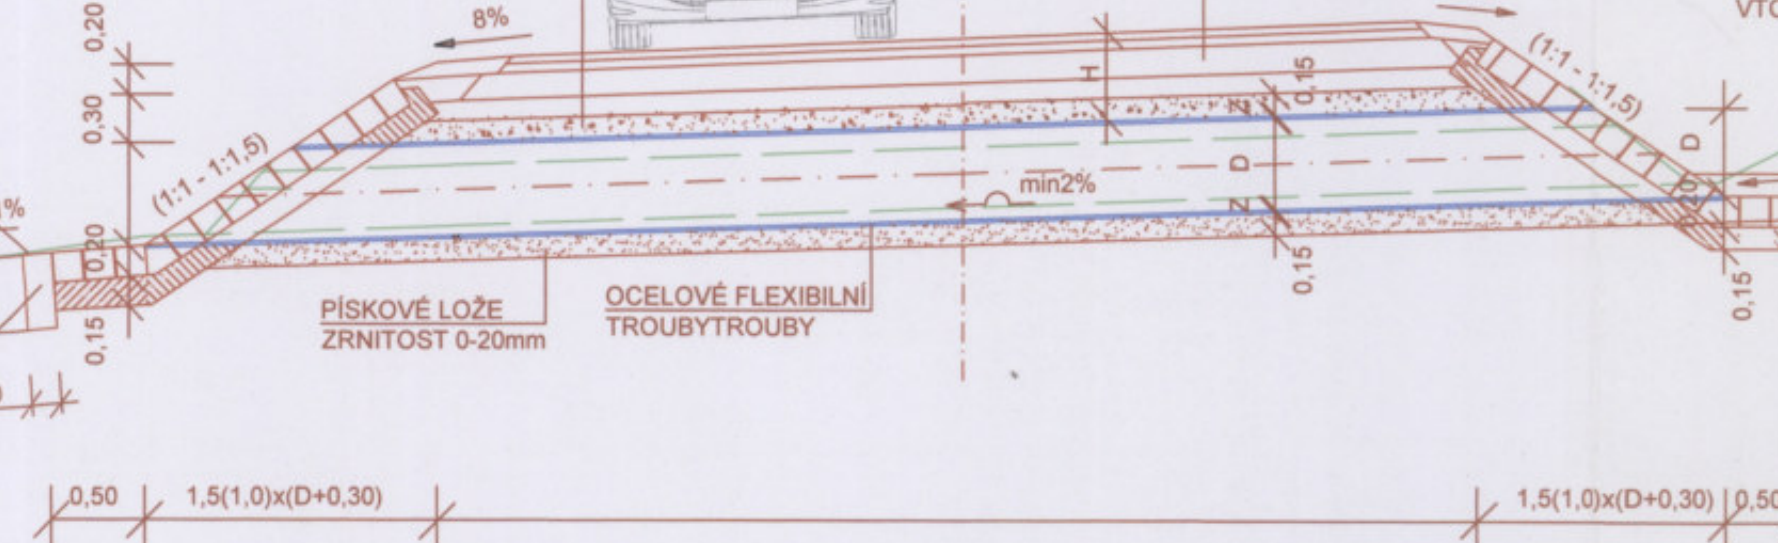 0,20
8%
VTO
(1:1 - 1:1,5)
H
0,15
0,30
(1:1 - 1:1,5)
D
D
min2%
Z
1%
0,20
20
0,15
0,15
0,15
PÍSKOVÉ LOŽE
ZRNITOST 0-20mm
OCELOVÉ FLEXIBILNÍ
TROUBYTROUBY
0,50
1,5(1,0)x(D+0,30)
1,5(1,0)x(D+0,30)
0,50